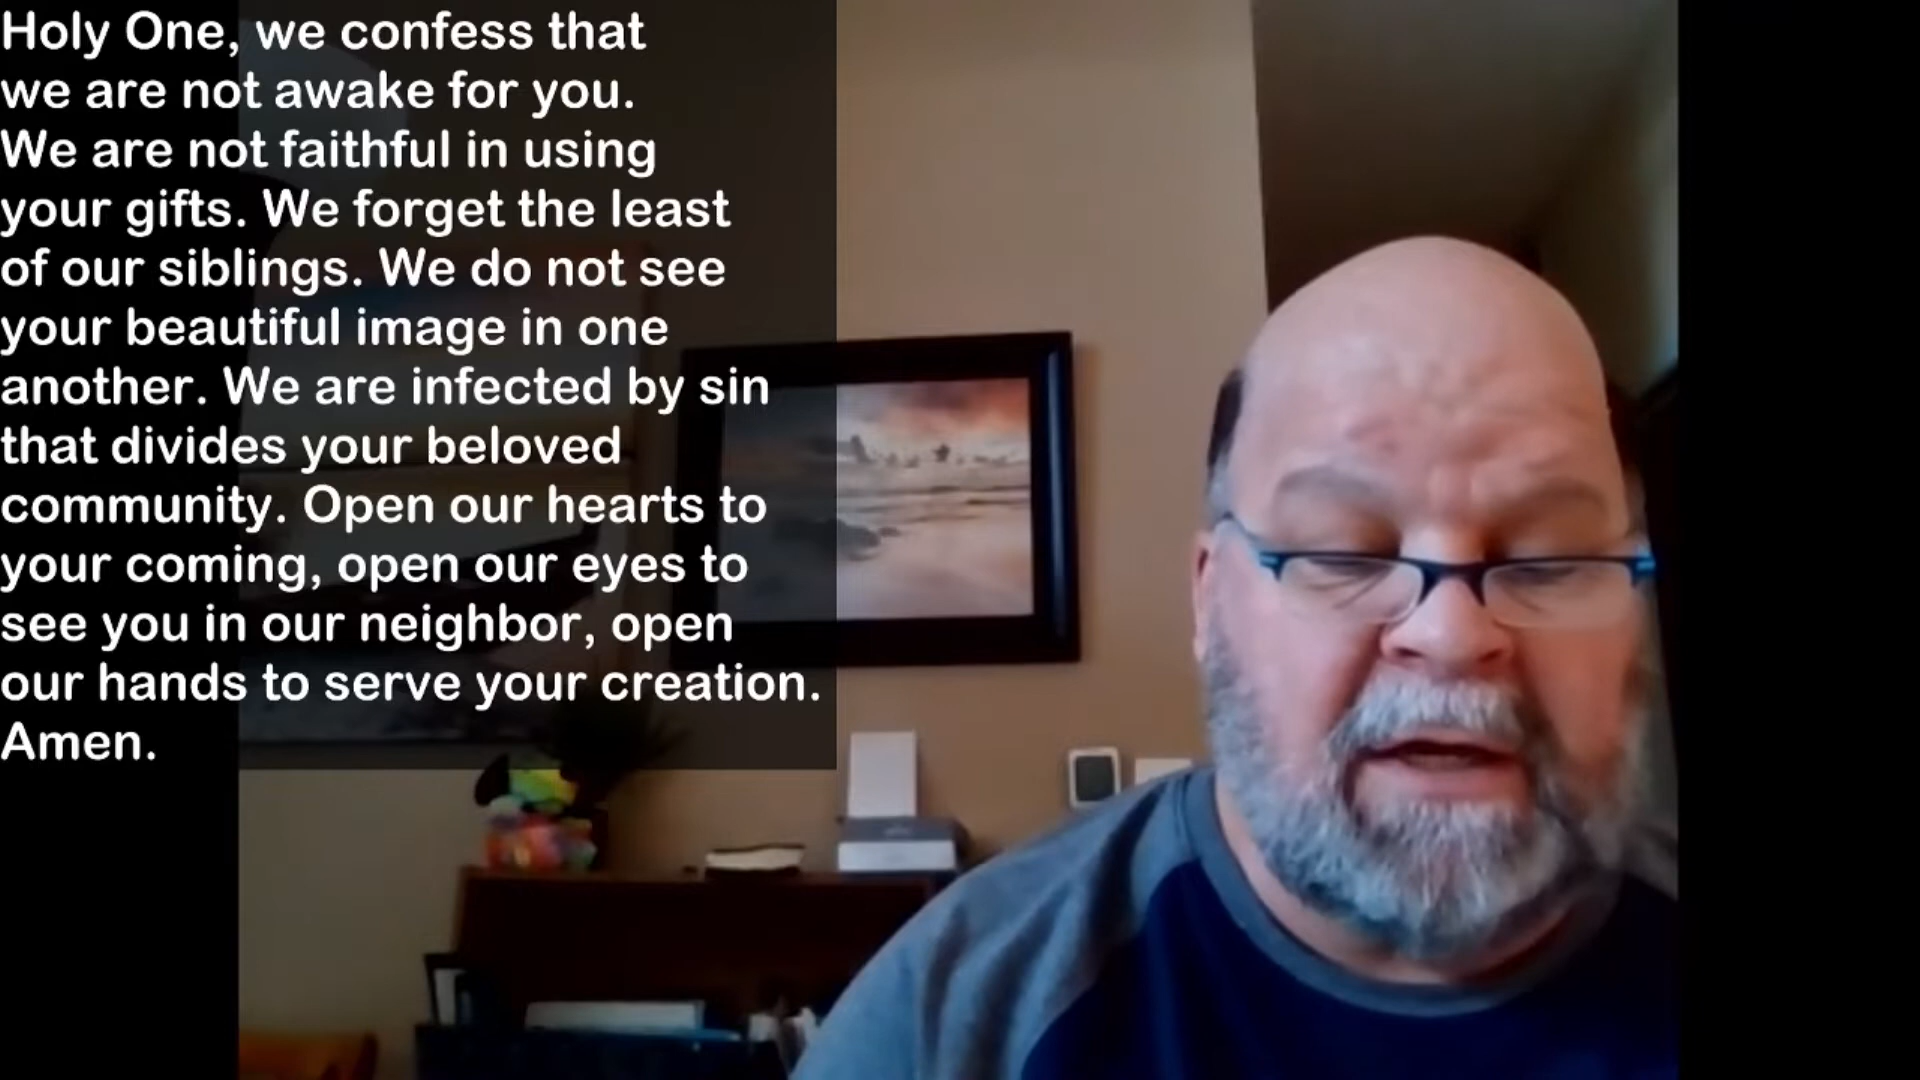 Holy One, we confess that
we are not awake for you.
We are not faithful in using
your gifts. We forget the least
of our siblings. We do not see
your beautiful image in one
another. We are infected by sin
that divides your beloved
community. Open our hearts to
your coming, open our eyes to
see you in our neighbor, open
our hands to serve your creation.
Amen.